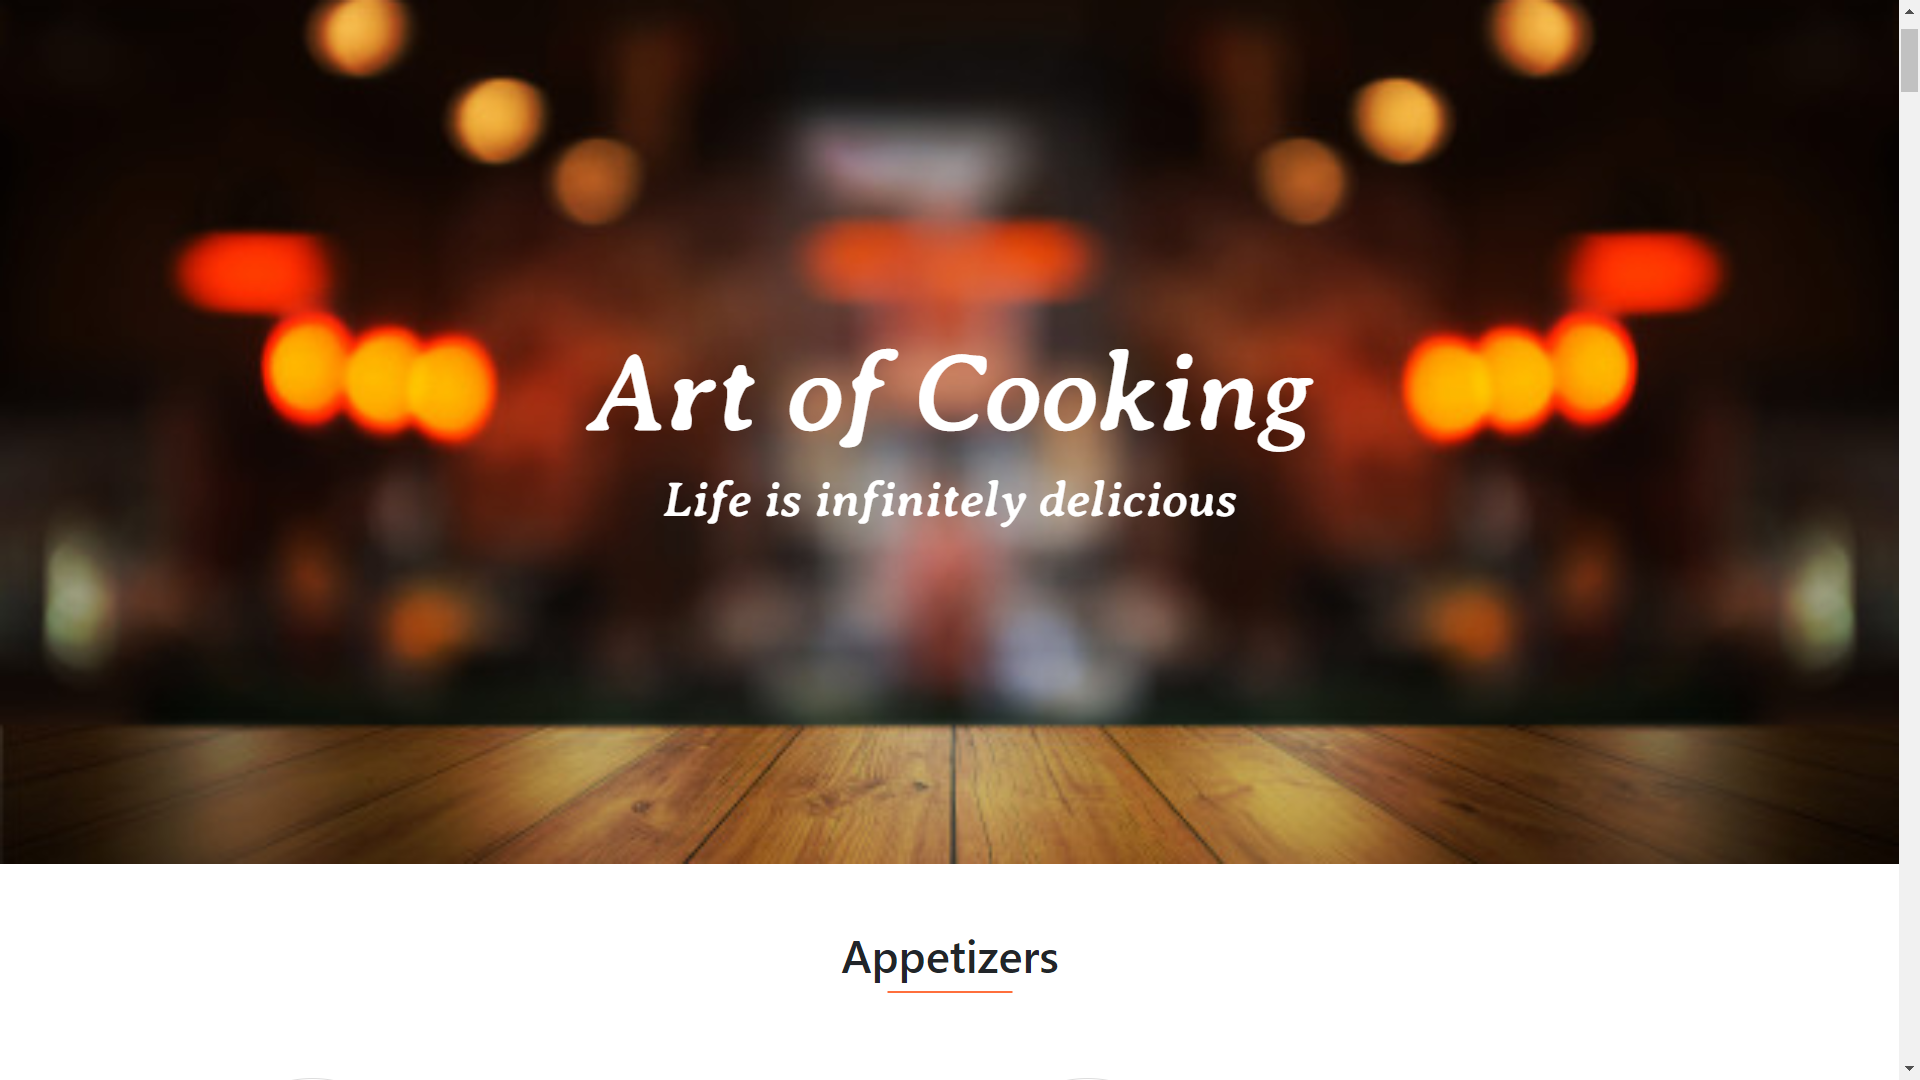 Art of Cooking
Life is infinitely delicious
Appetizers